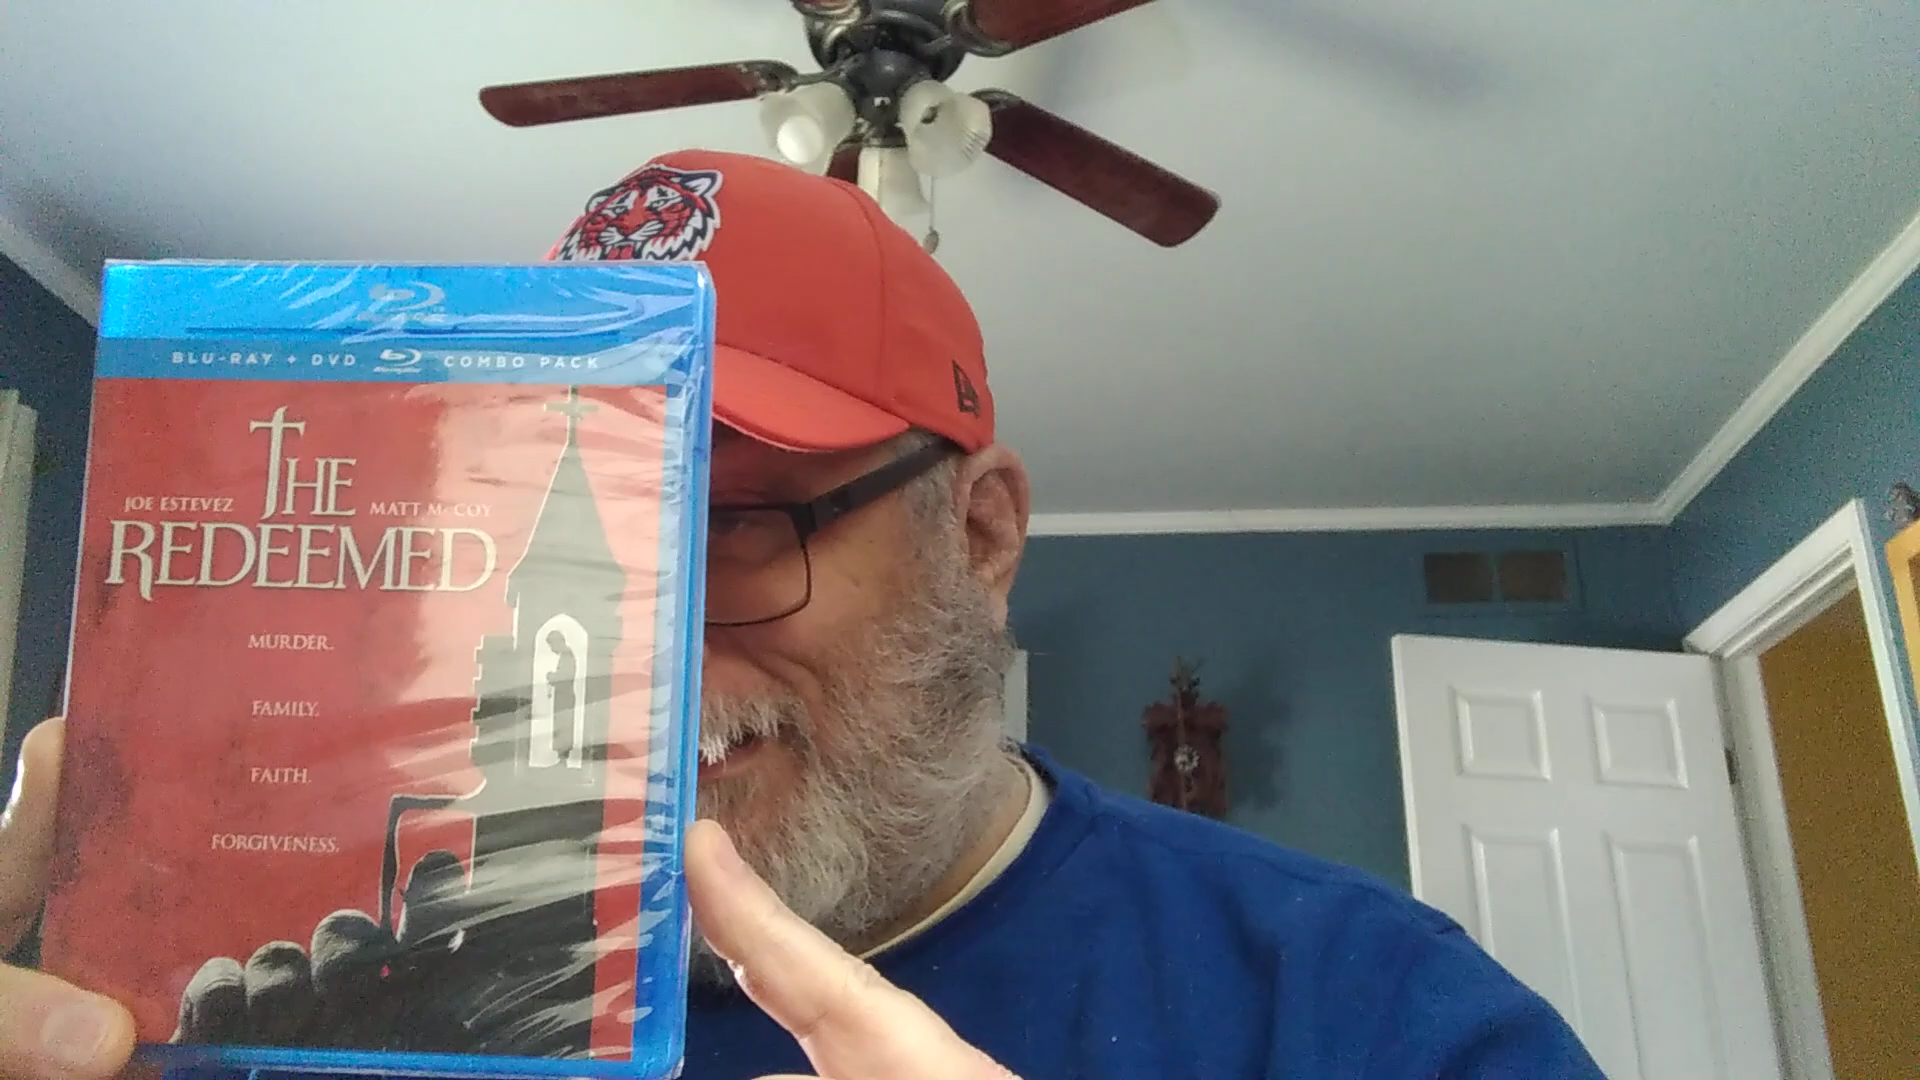 BLU-RAY + DVD COMBO PACK
JOE ESTEVEZ MATT McCOY
THE
REDEEMED
MURDER.
FAMILY.
FAITH.
FORGIVENESS.